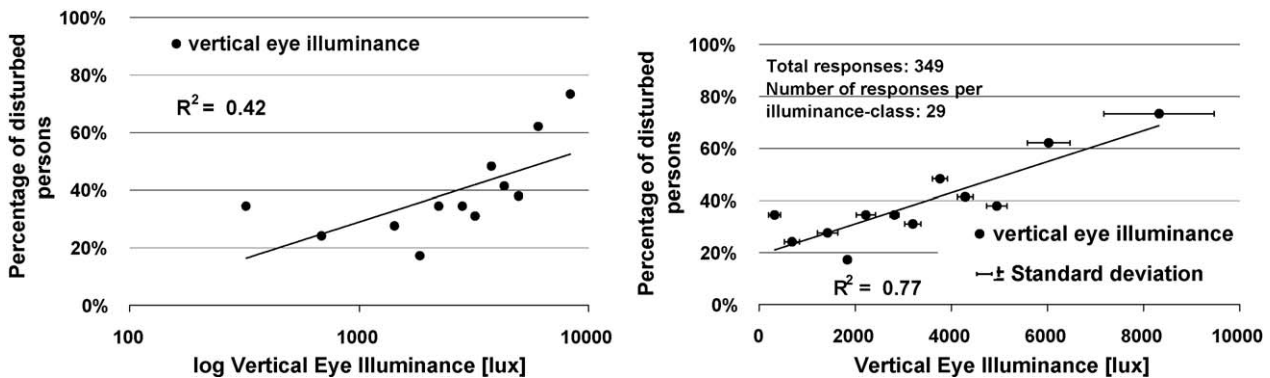 Percentage of disturbed
persons
100%
80%
60%
40%
20%
0%
vertical eye illuminance
R² = 0.42
100
1000
10000
log Vertical Eye Illuminance [lux]
Percentage of disturbed
persons
100%
80%
60%
40%
20%
0%
Total responses: 349
Number of responses per
illuminance-class: 29
vertical eye illuminance
± Standard deviation
R² = 0.77
0
2000
4000
6000
8000
10000
Vertical Eye Illuminance [lux]